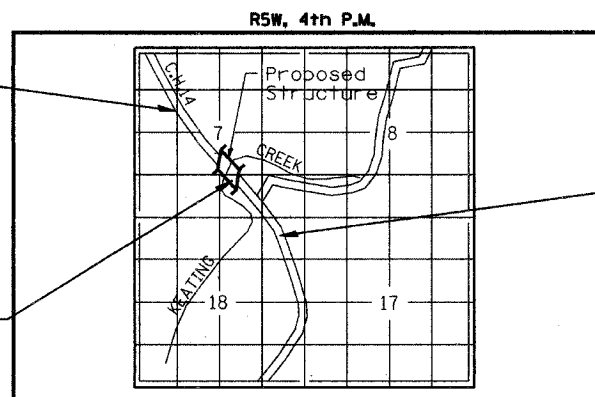 R5W, 4th P.M.
C.H.14
Proposed
Structure
7
8
CREEK
KEATING
18
17